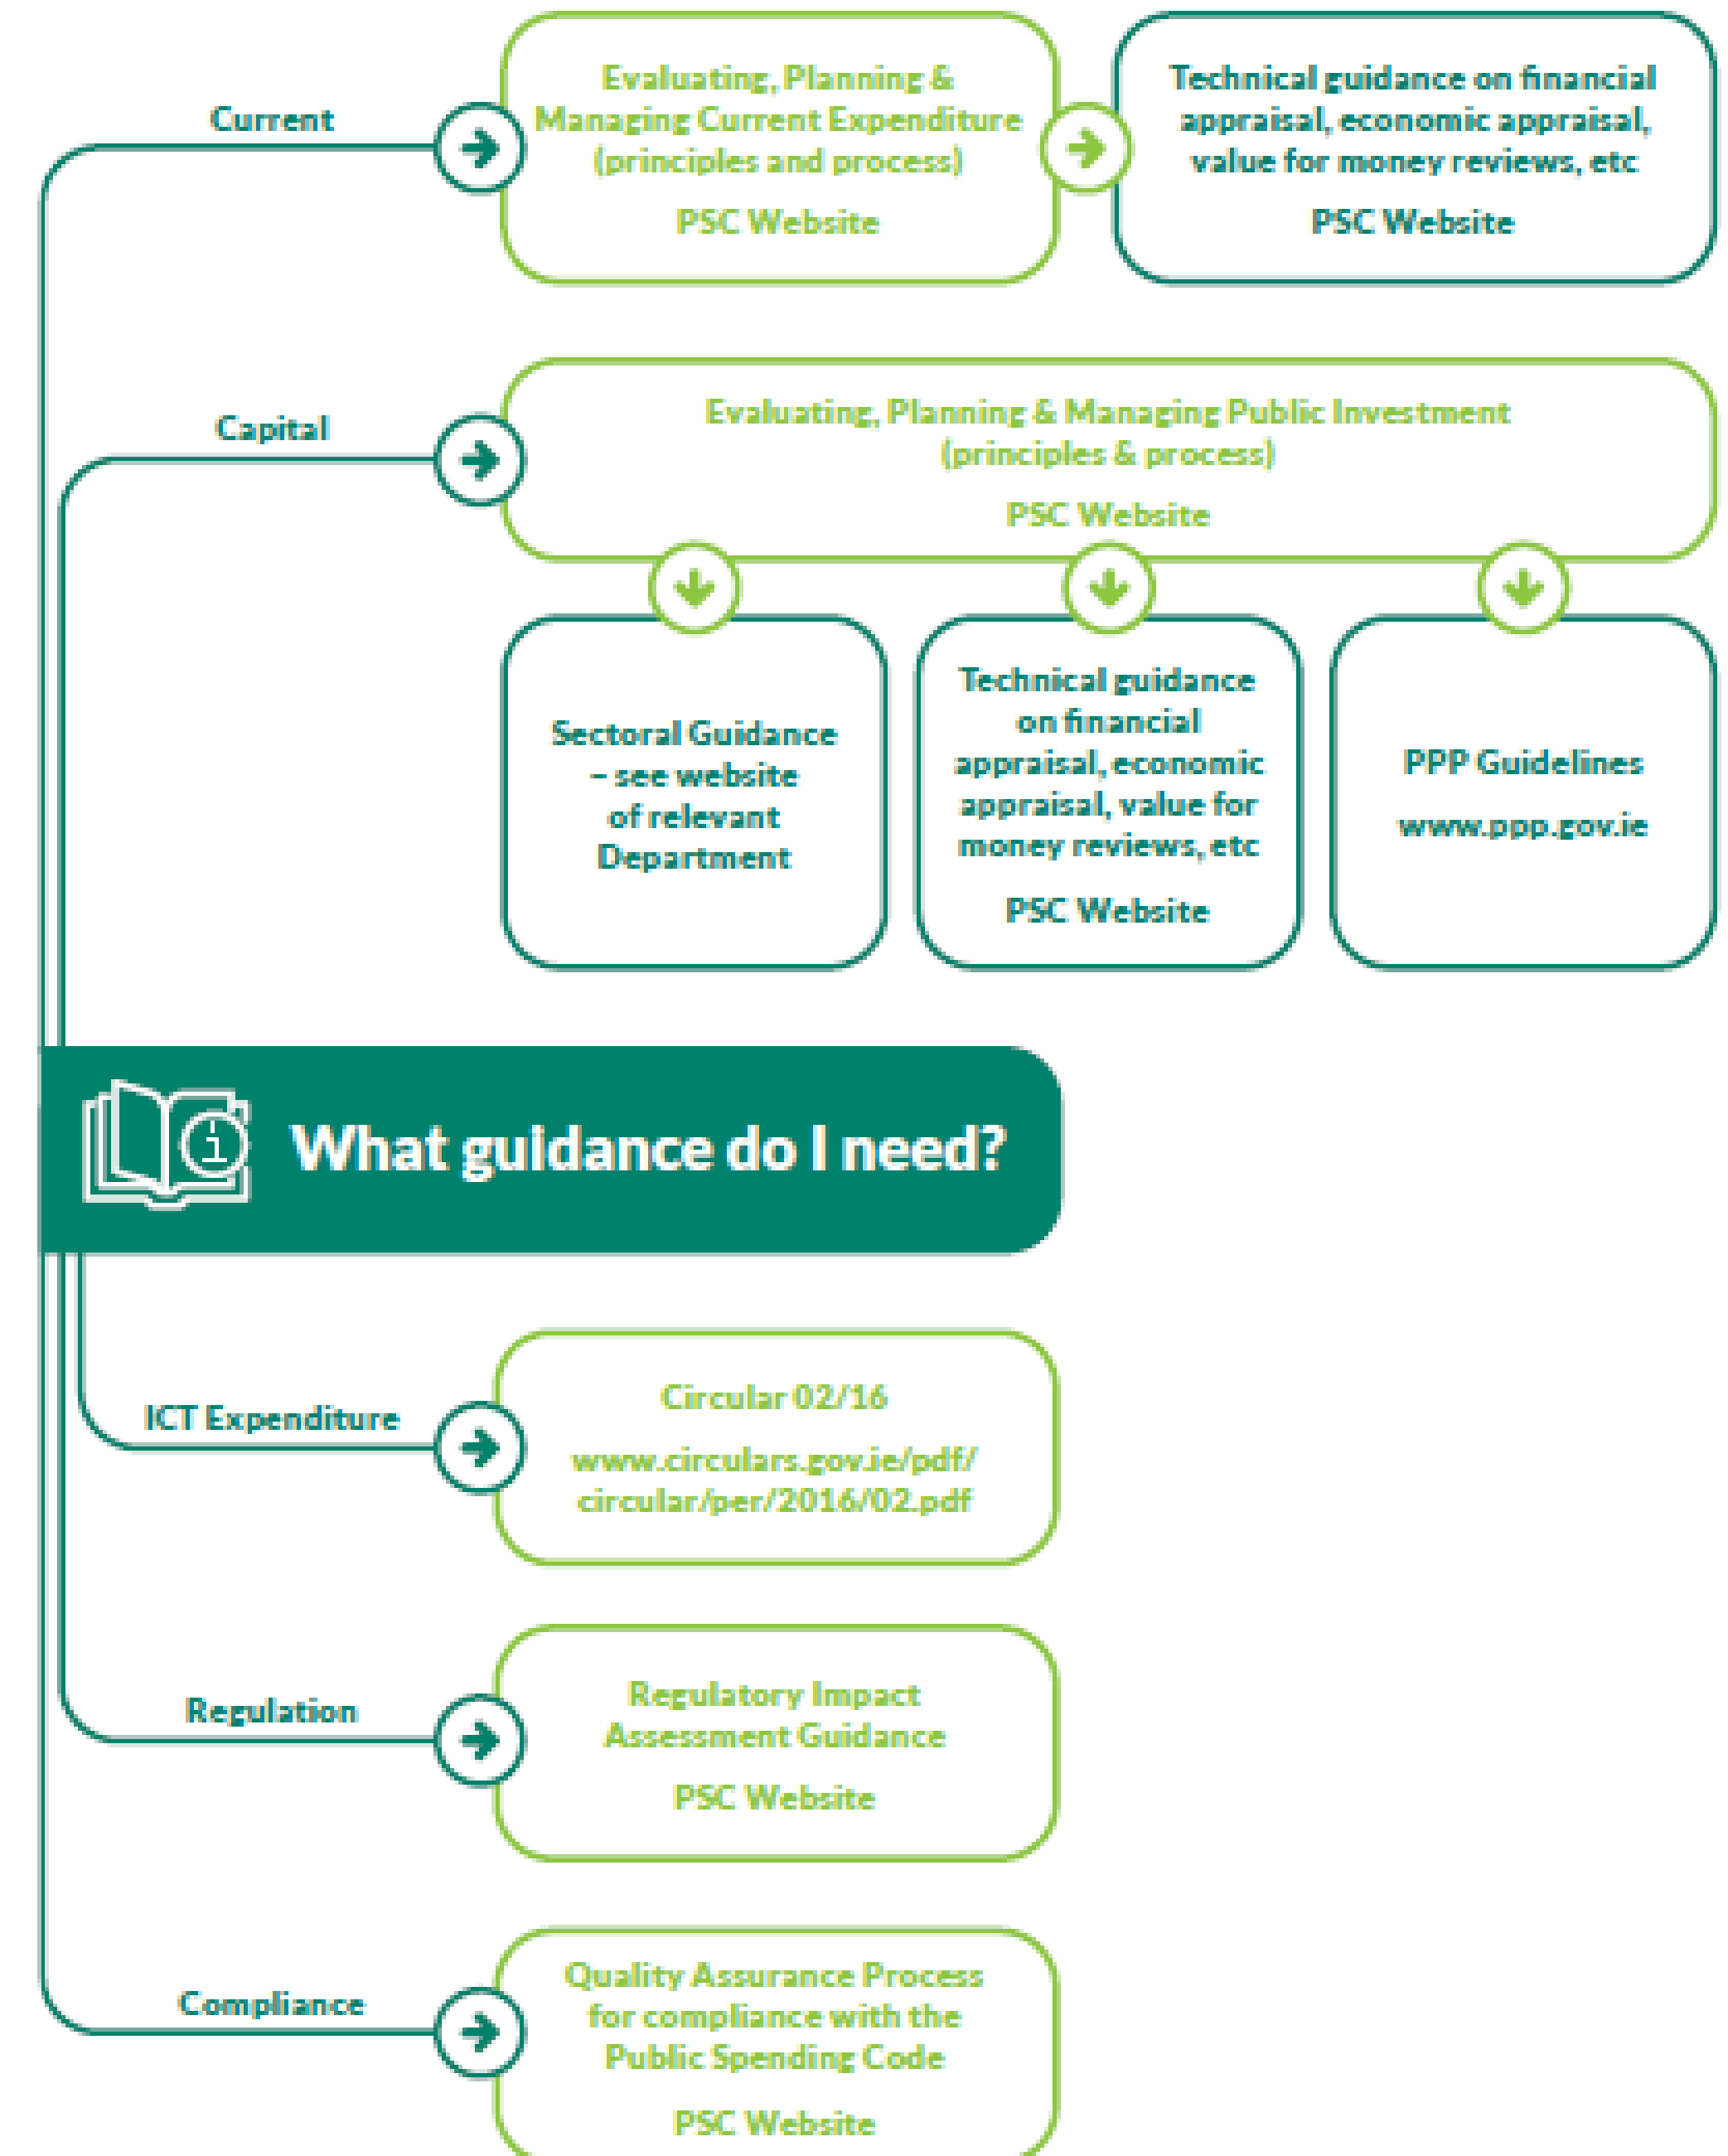 Current
Evaluating, Planning &
Managing Current Expenditure
(principles and process)
PSC Website
Technical guidance on financial
appraisal, economic appraisal,
value for money reviews, etc
PSC Website
Capital
Evaluating, Planning & Managing Public Investment
(principles & process)
PSC Website
Sectoral Guidance
– see website
of relevant
Department
Technical guidance
on financial
appraisal, economic
appraisal, value for
money reviews, etc
PSC Website
PPP Guidelines
www.ppp.gov.ie
i
What guidance do I need?
ICT Expenditure
Circular 02/16
www.circulars.gov.ie/pdf/
circular/per/2016/02.pdf
Regulation
Regulatory Impact
Assessment Guidance
PSC Website
Compliance
Quality Assurance Process
for compliance with the
Public Spending Code
PSC Website